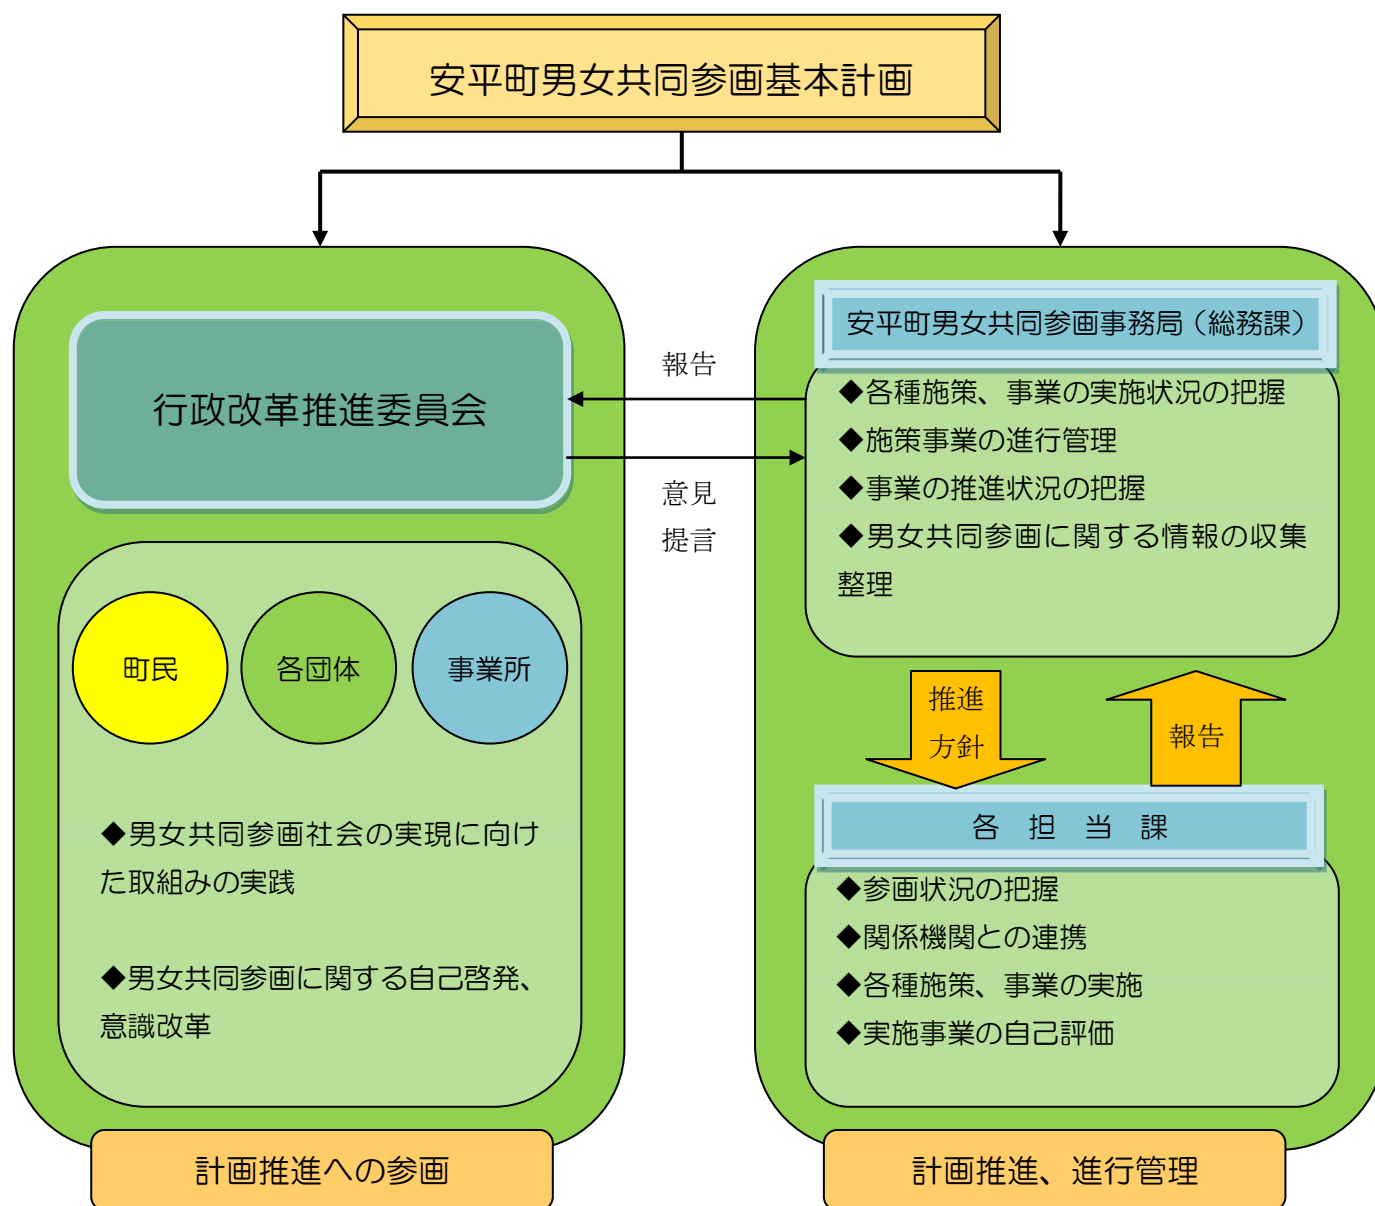 安平町男女共同参画基本計画
行政改革推進委員会
町民
各団体
事業所
◆男女共同参画社会の実現に向け
た取組みの実践
◆男女共同参画に関する自己啓発、
意識改革
計画推進への参画
報告
意見
提言
安平町男女共同参画事務局（総務課）
◆各種施策、事業の実施状況の把握
◆施策事業の進行管理
◆事業の推進状況の把握
◆男女共同参画に関する情報の収集
整理
推進
方針
報告
各　担　当　課
◆参画状況の把握
◆関係機関との連携
◆各種施策、事業の実施
◆実施事業の自己評価
計画推進、進行管理